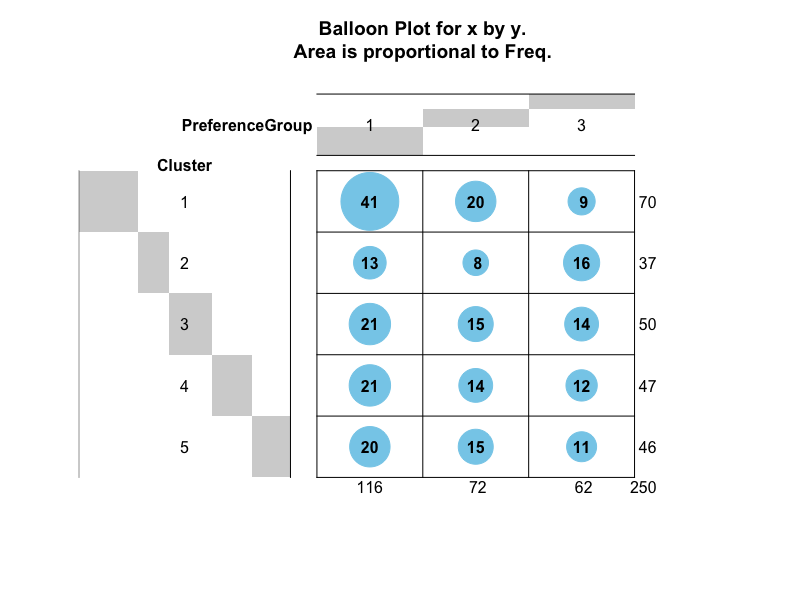 Balloon Plot for x by y.
Area is proportional to Freq.
PreferenceGroup 1 2 3
Cluster
1 41 20 9 70
2 13 8 16 37
3 21 15 14 50
4 21 14 12 47
5 20 15 11 46
116 72 62 250